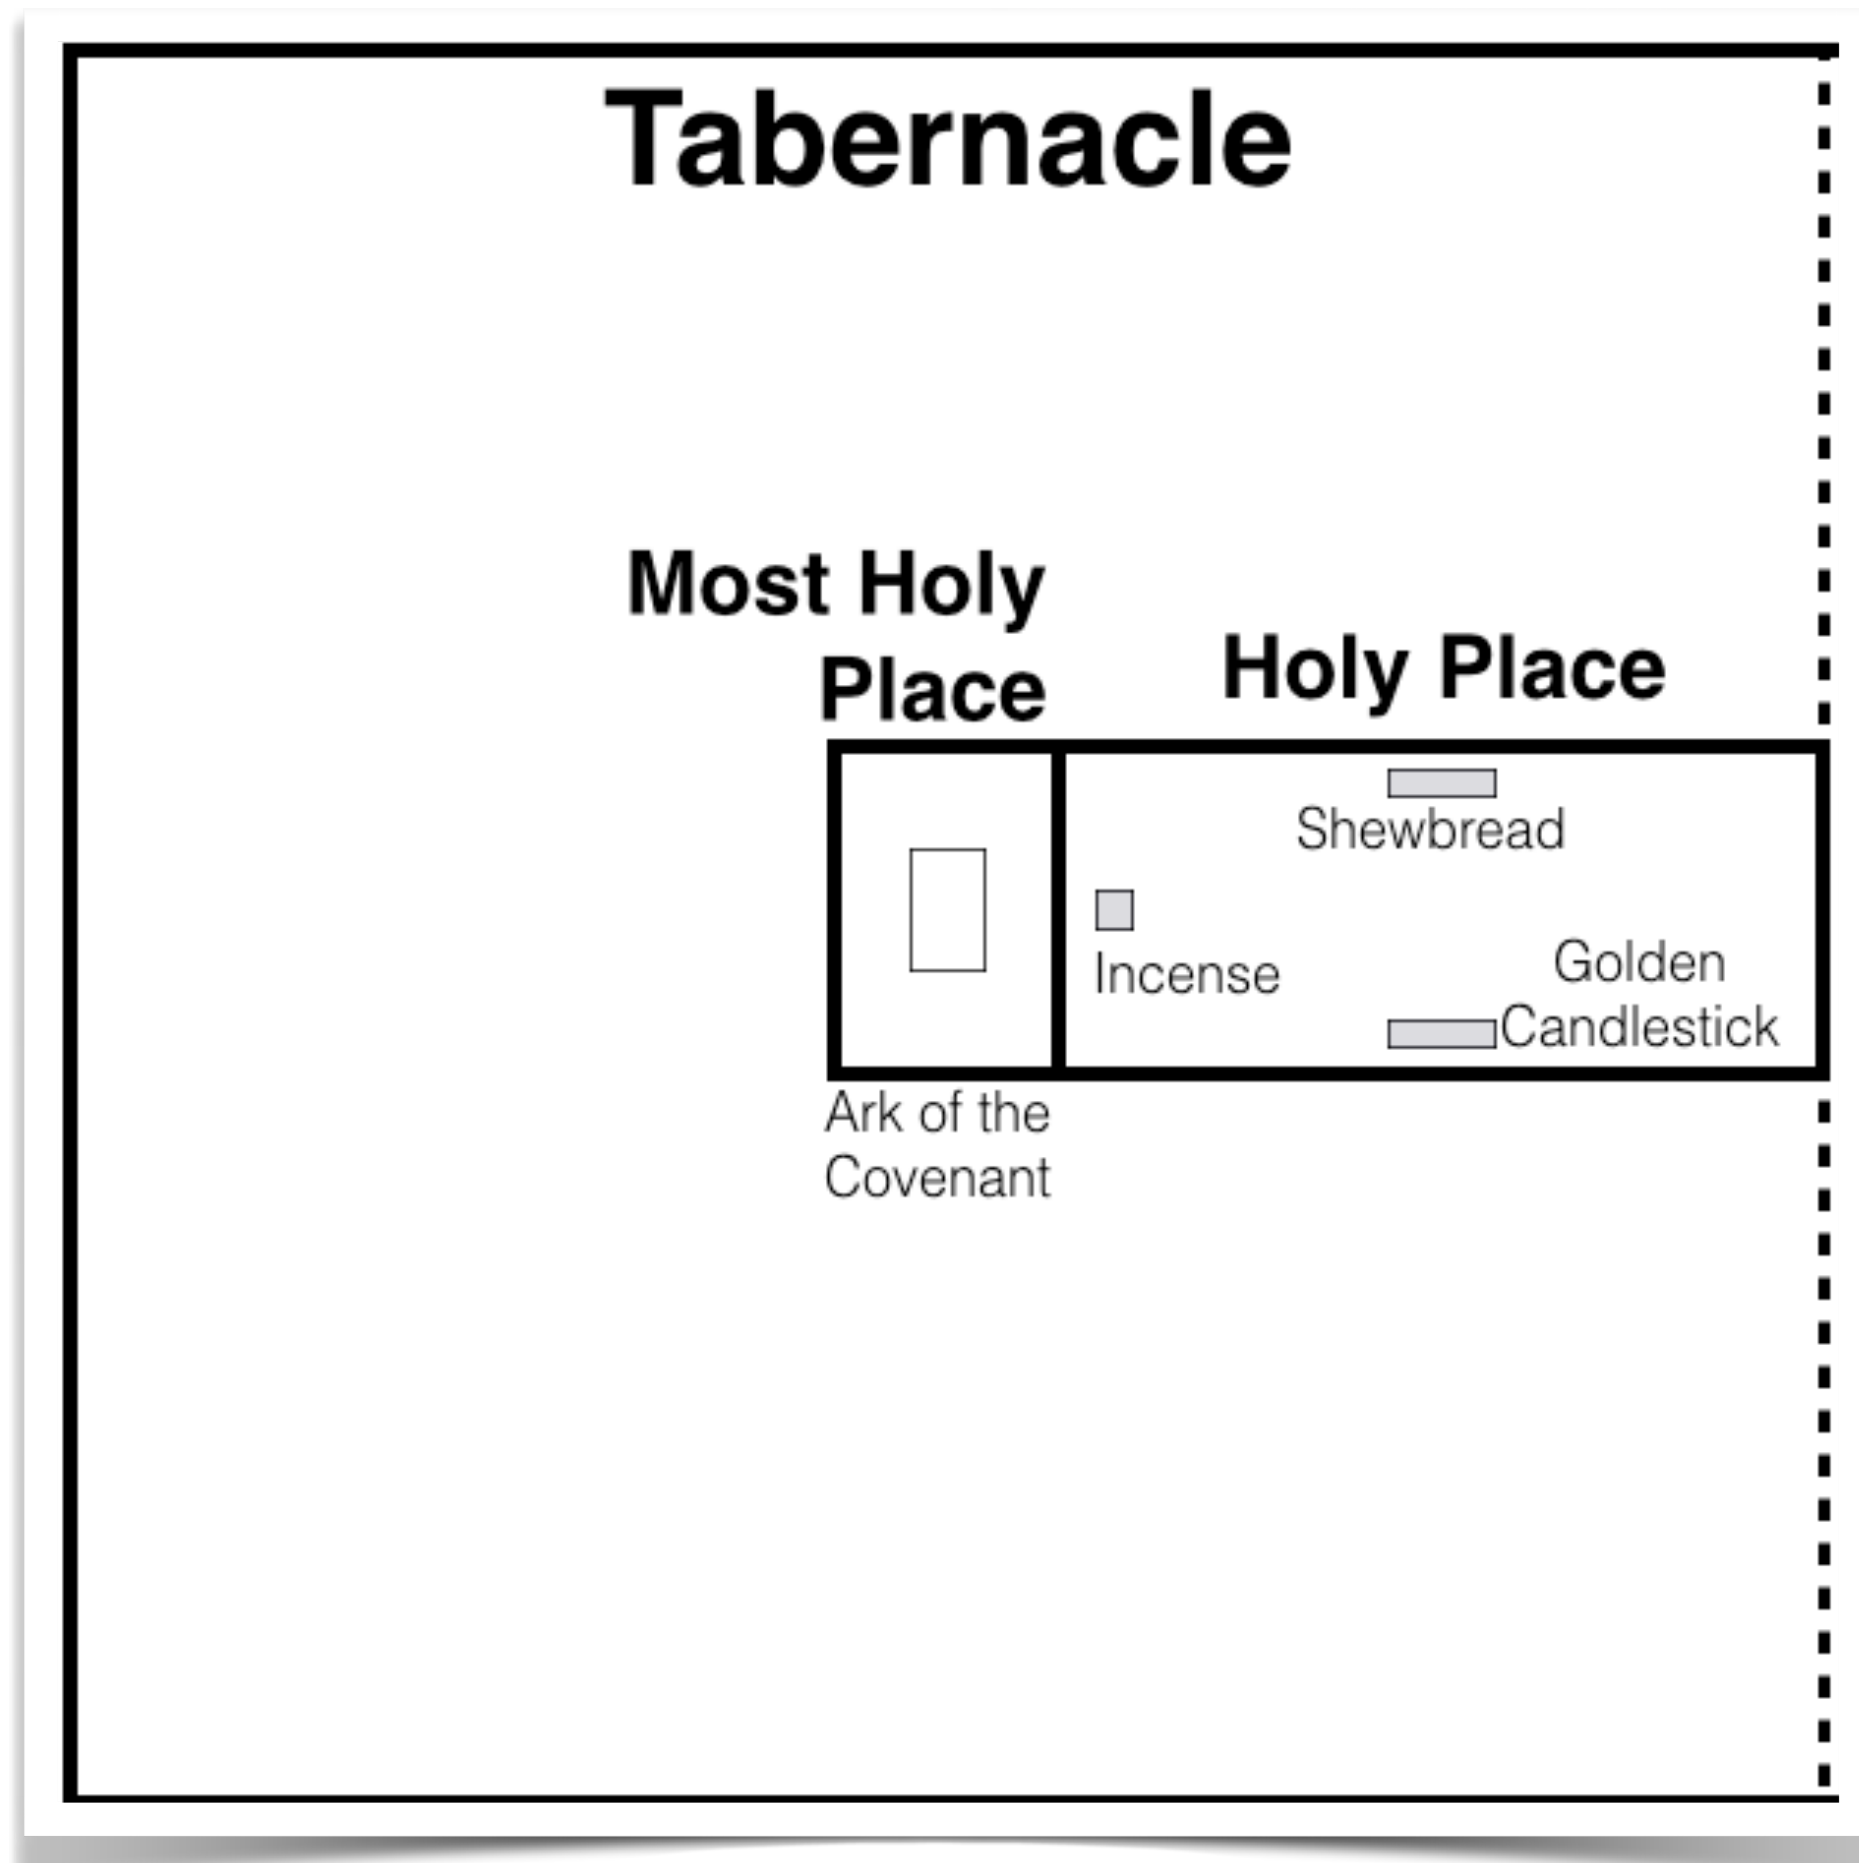 Tabernacle
Most Holy
Place
Holy Place
Shewbread
Incense
Golden
Candlestick
Ark of the
Covenant